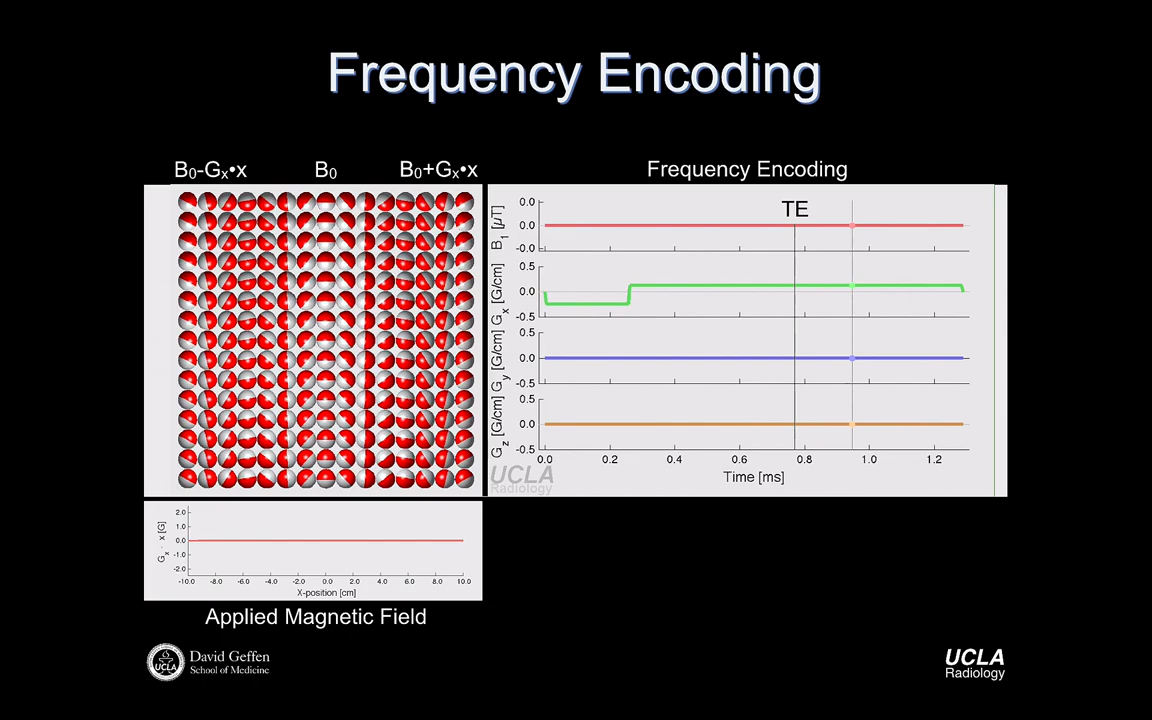 Frequency Encoding
B₀-Gₓ•x B₀ B₀+Gₓ•x
Frequency Encoding
TE
B₁ [µT]
0.0
0.0
-0.0
Gₓ [G/cm]
0.5
0.0
-0.5
G_y [G/cm]
0.5
0.0
-0.5
G_z [G/cm]
0.5
0.0
-0.5
0.0 0.2 0.4 0.6 0.8 1.0 1.2
Time [ms]
UCLA
Radiology
Gₓ · x [G]
2.0
1.0
0.0
-1.0
-2.0
-10.0 -8.0 -6.0 -4.0 -2.0 0.0 2.0 4.0 6.0 8.0 10.0
X-position [cm]
Applied Magnetic Field
UCLA
David Geffen
School of Medicine
UCLA
Radiology